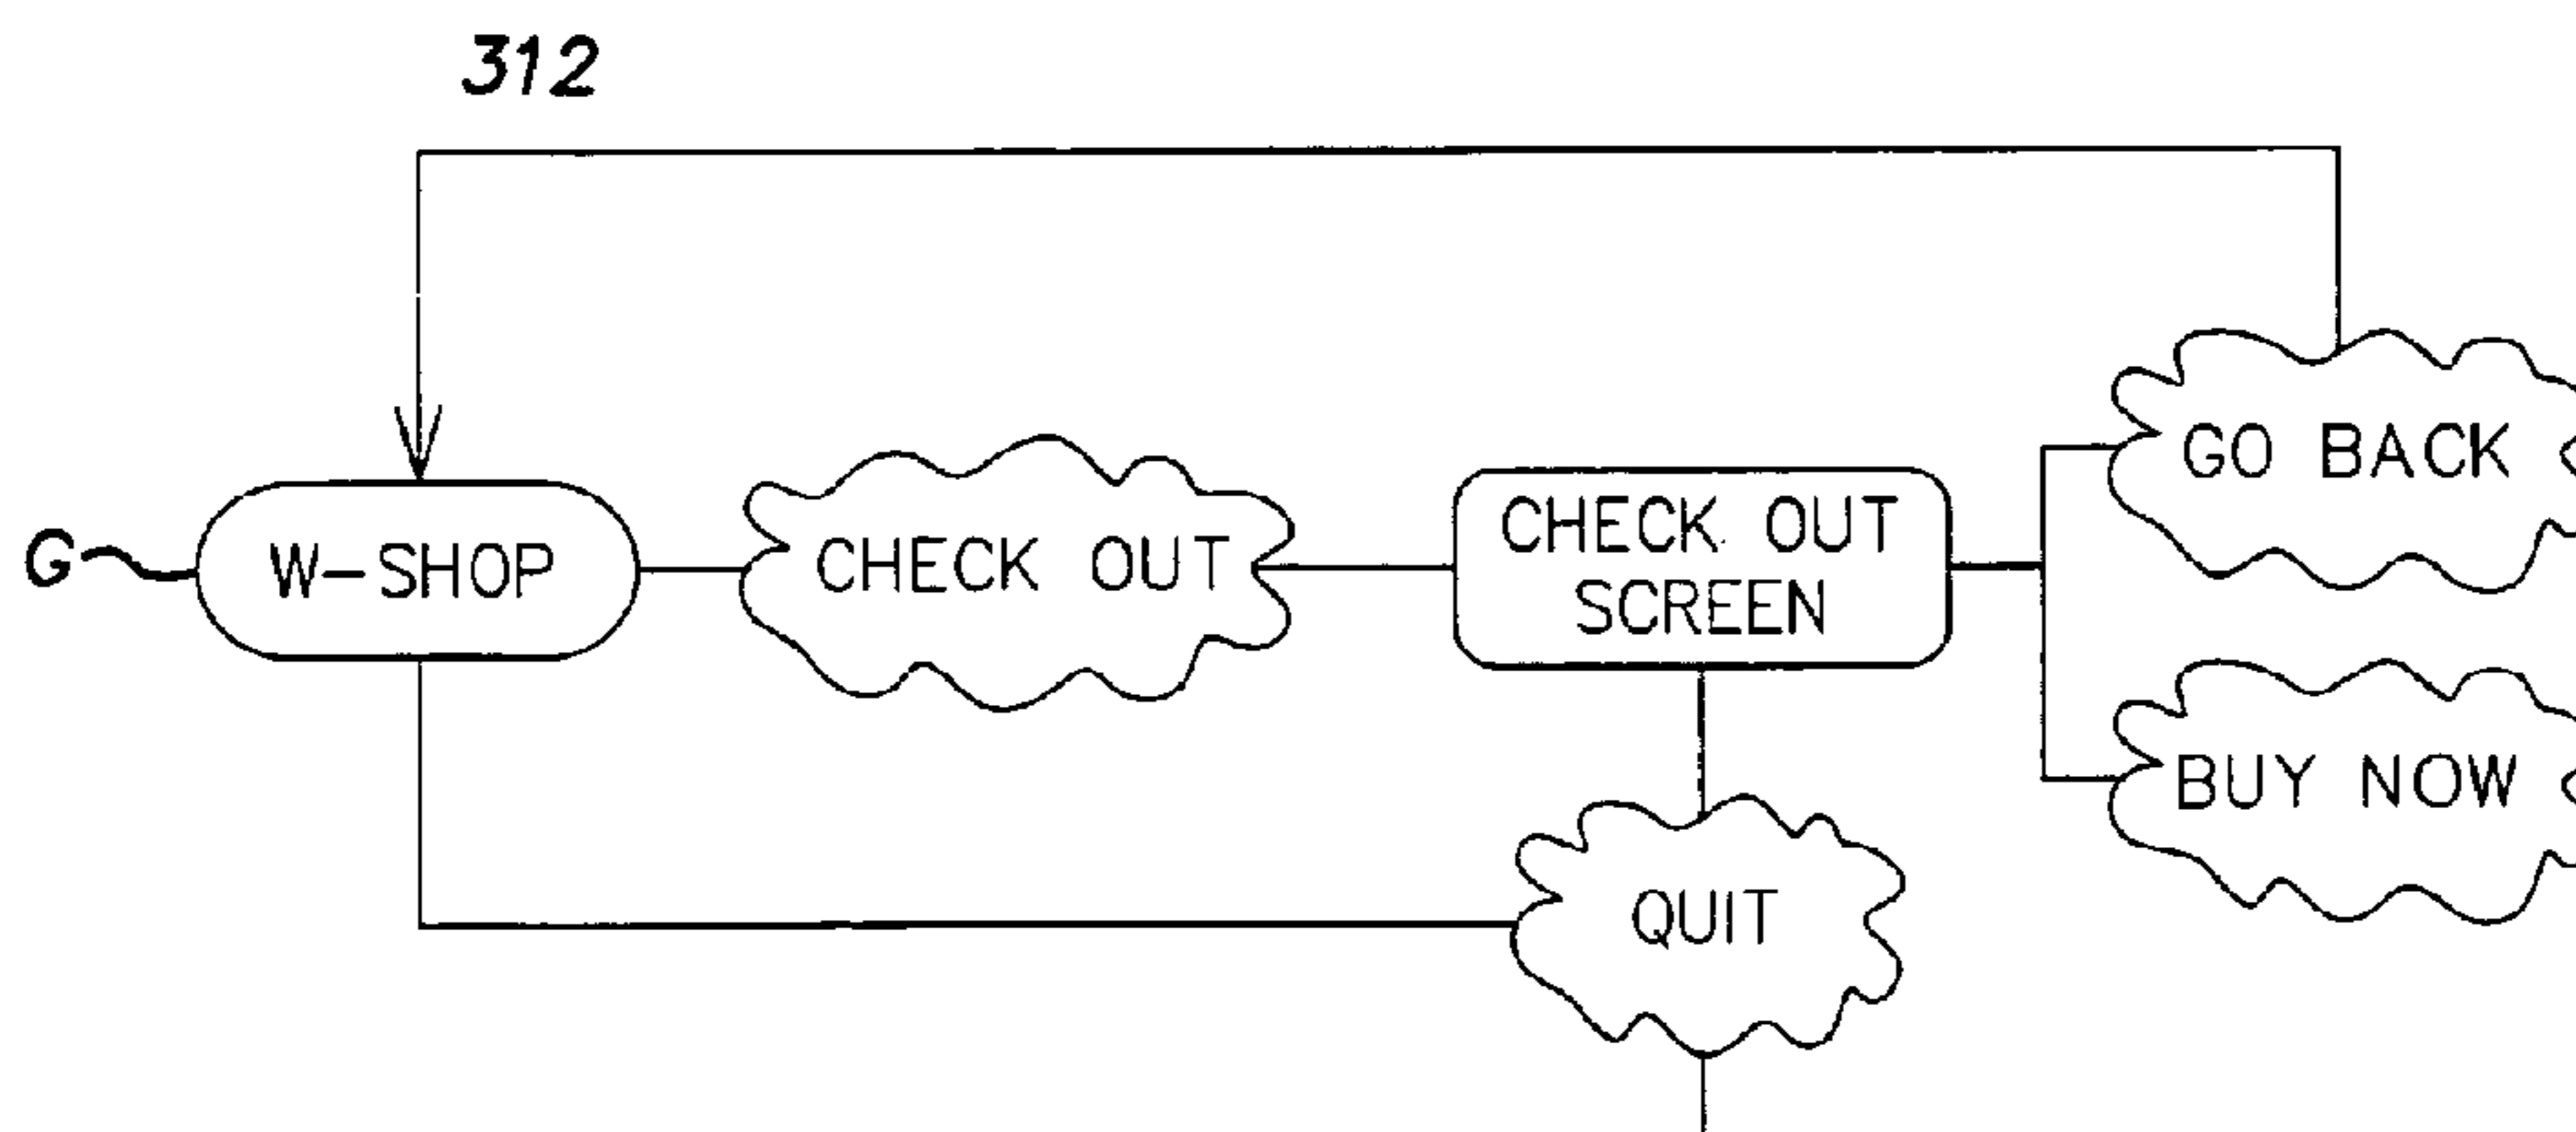 312
GO BACK
G
W-SHOP
CHECK OUT
CHECK OUT
SCREEN
BUY NOW
QUIT